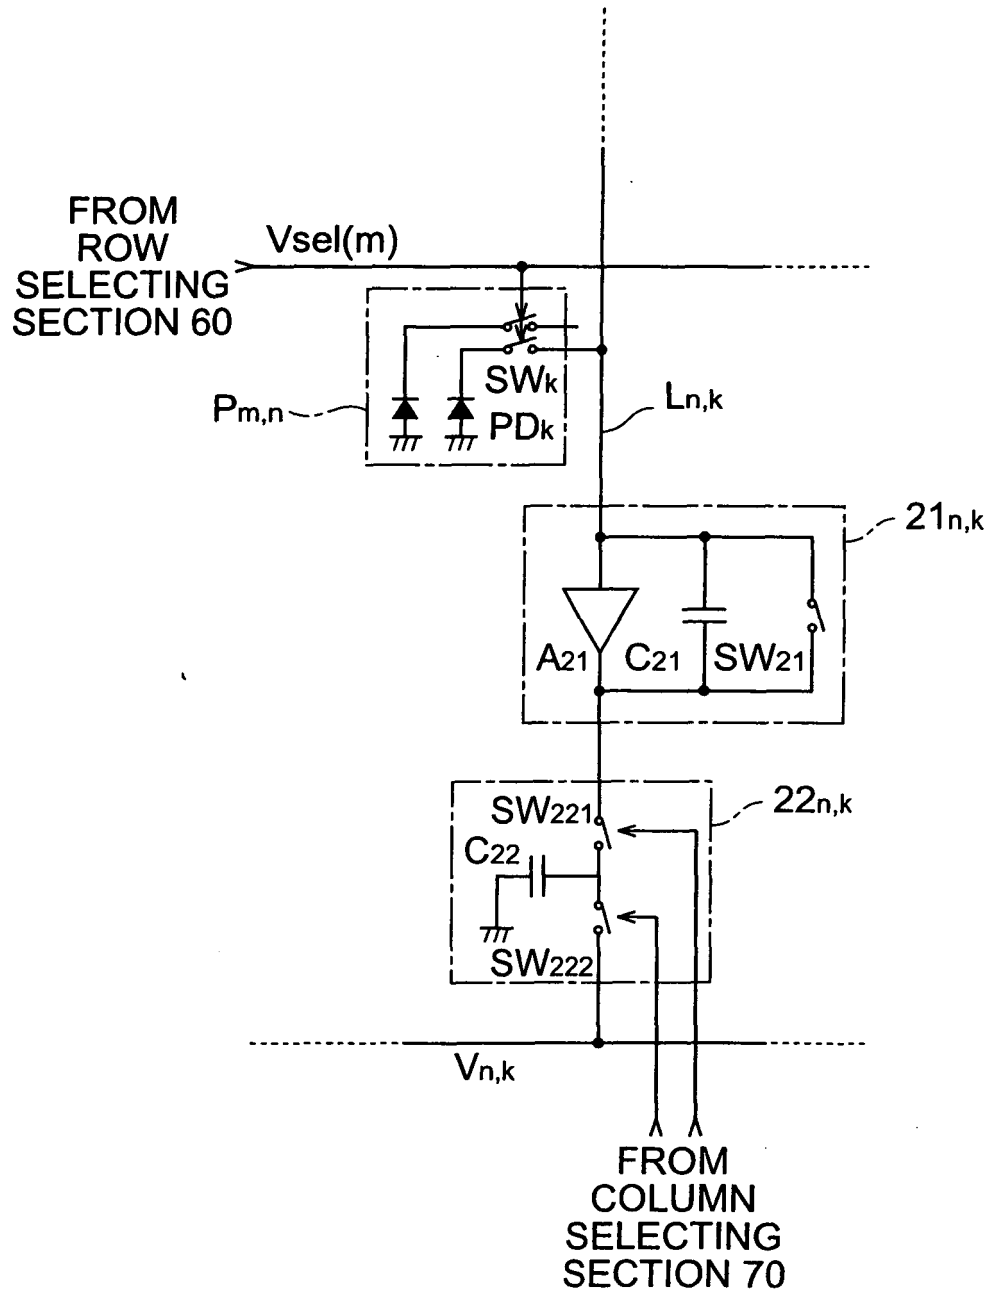 FROM
ROW
SELECTING
SECTION 60
Vsel(m)
SWk
Pm,n
PDk
Ln,k
21n,k
A21
C21
SW21
22n,k
SW221
C22
SW222
Vn,k
FROM
COLUMN
SELECTING
SECTION 70